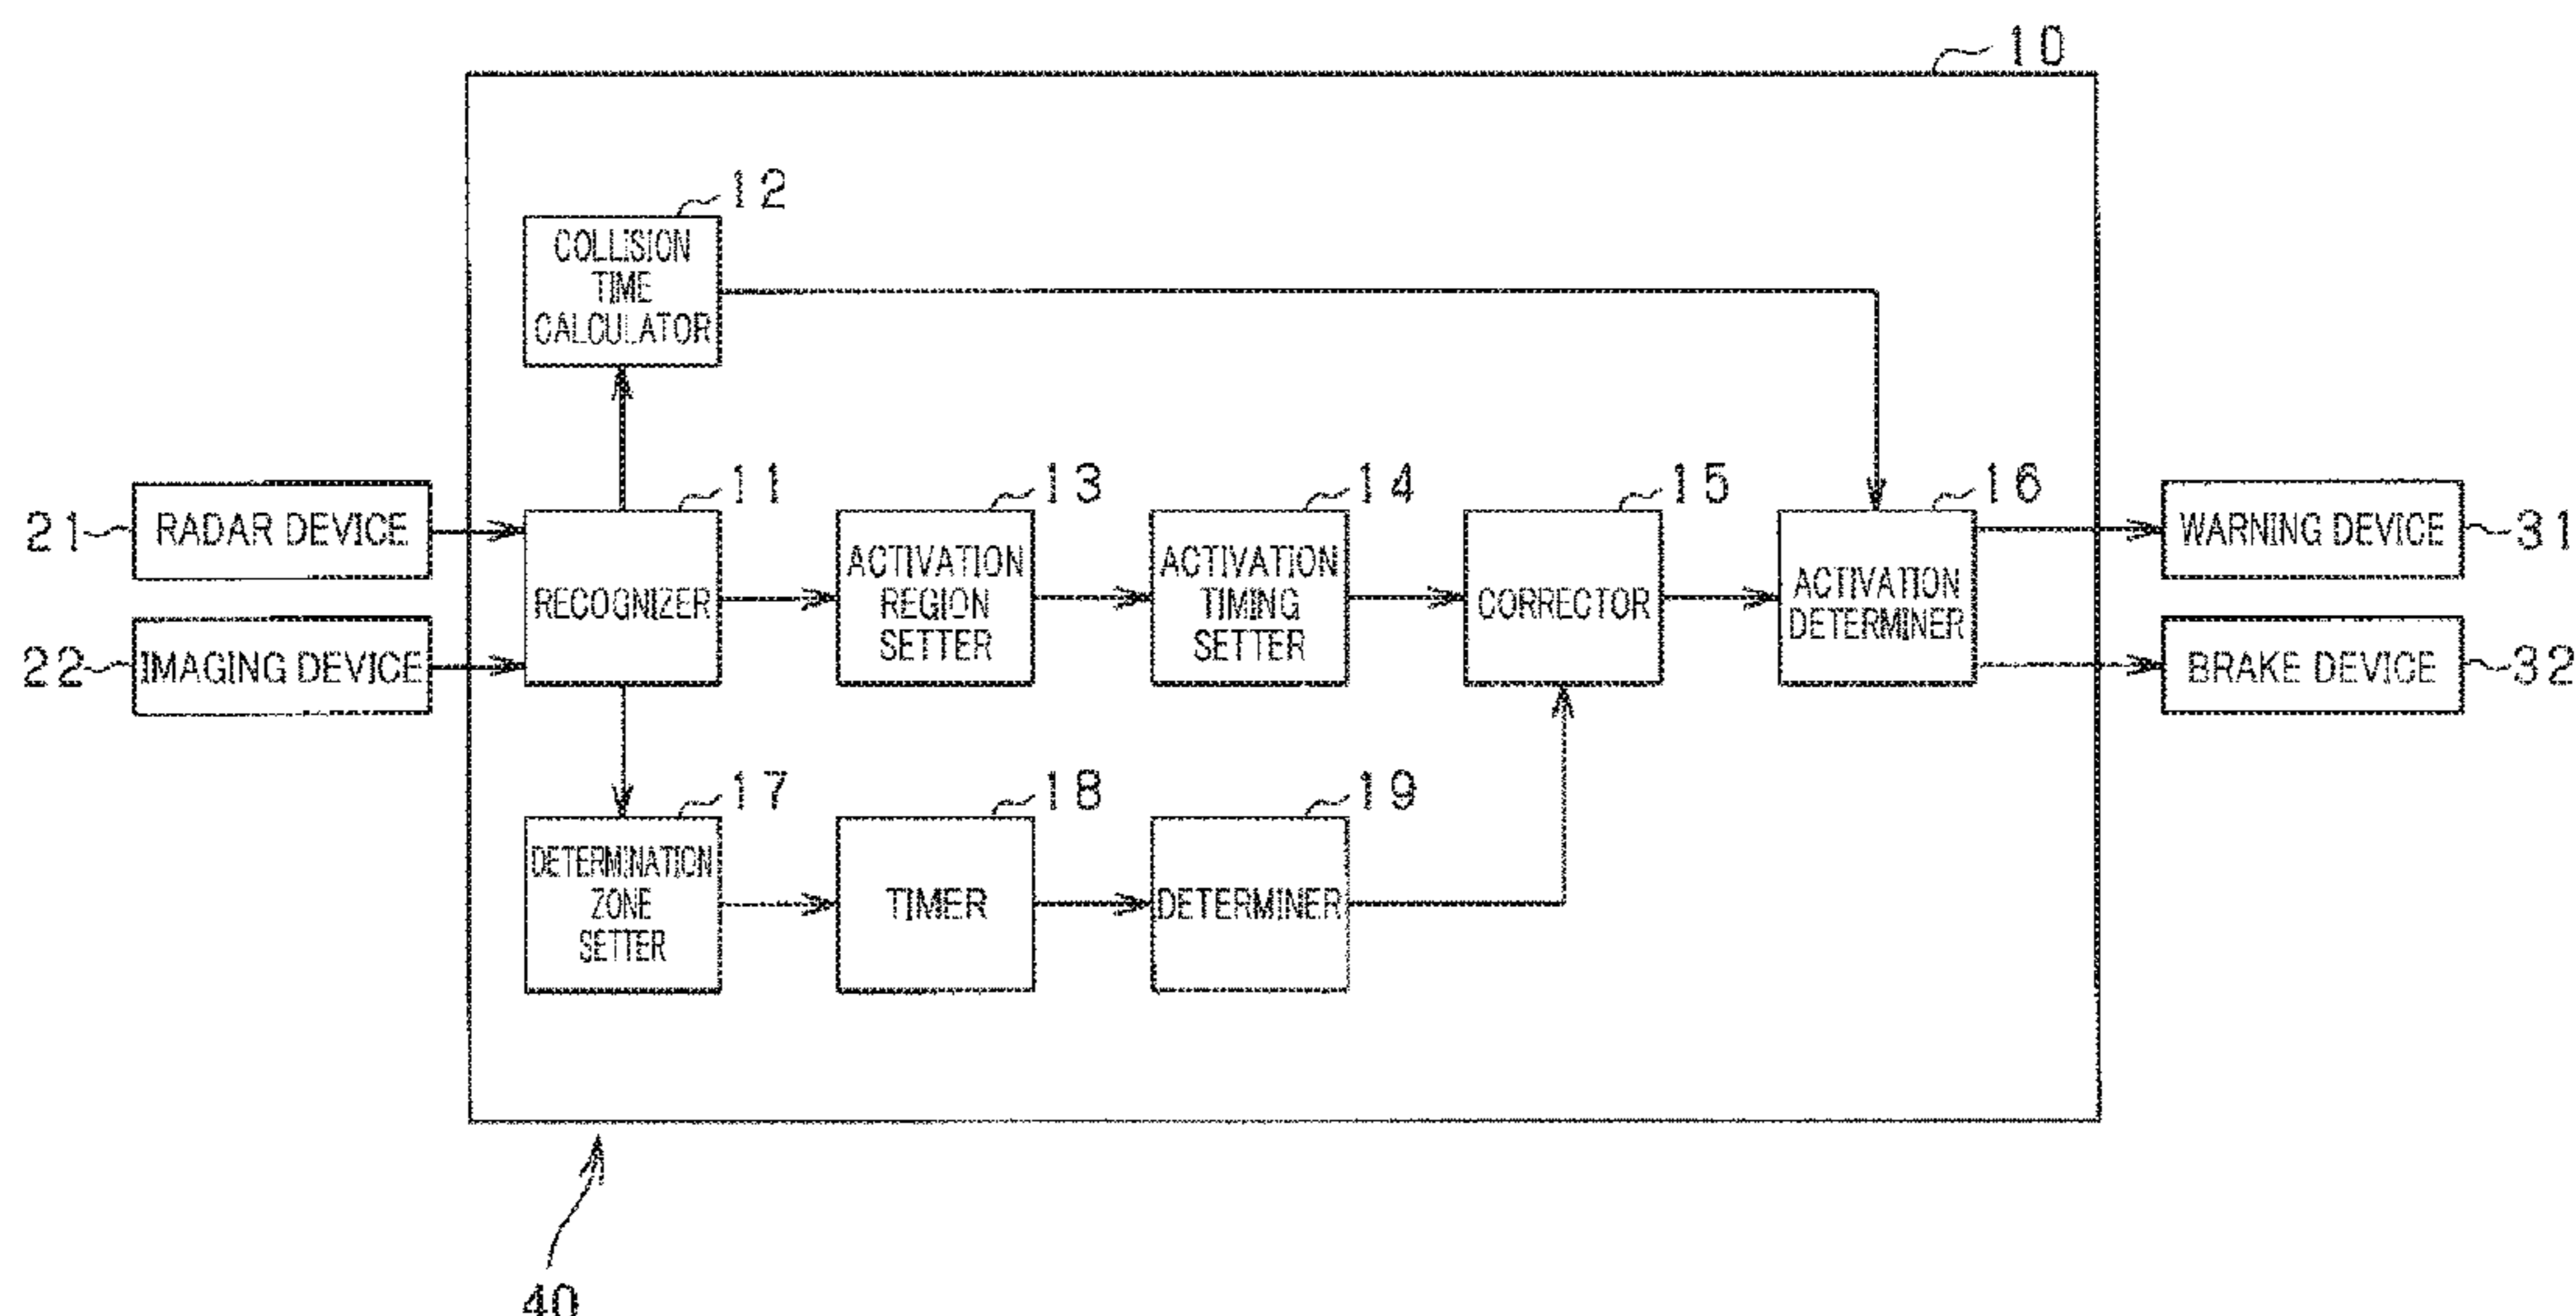 10
12
COLLISION
TIME
CALCULATOR
11
13
14
15
16
21
RADAR DEVICE
22
IMAGING DEVICE
RECOGNIZER
ACTIVATION
REGION
SETTER
ACTIVATION
TIMING
SETTER
CORRECTOR
ACTIVATION
DETERMINER
WARNING DEVICE
31
BRAKE DEVICE
32
17
18
19
DETERMINATION
ZONE
SETTER
TIMER
DETERMINER
40